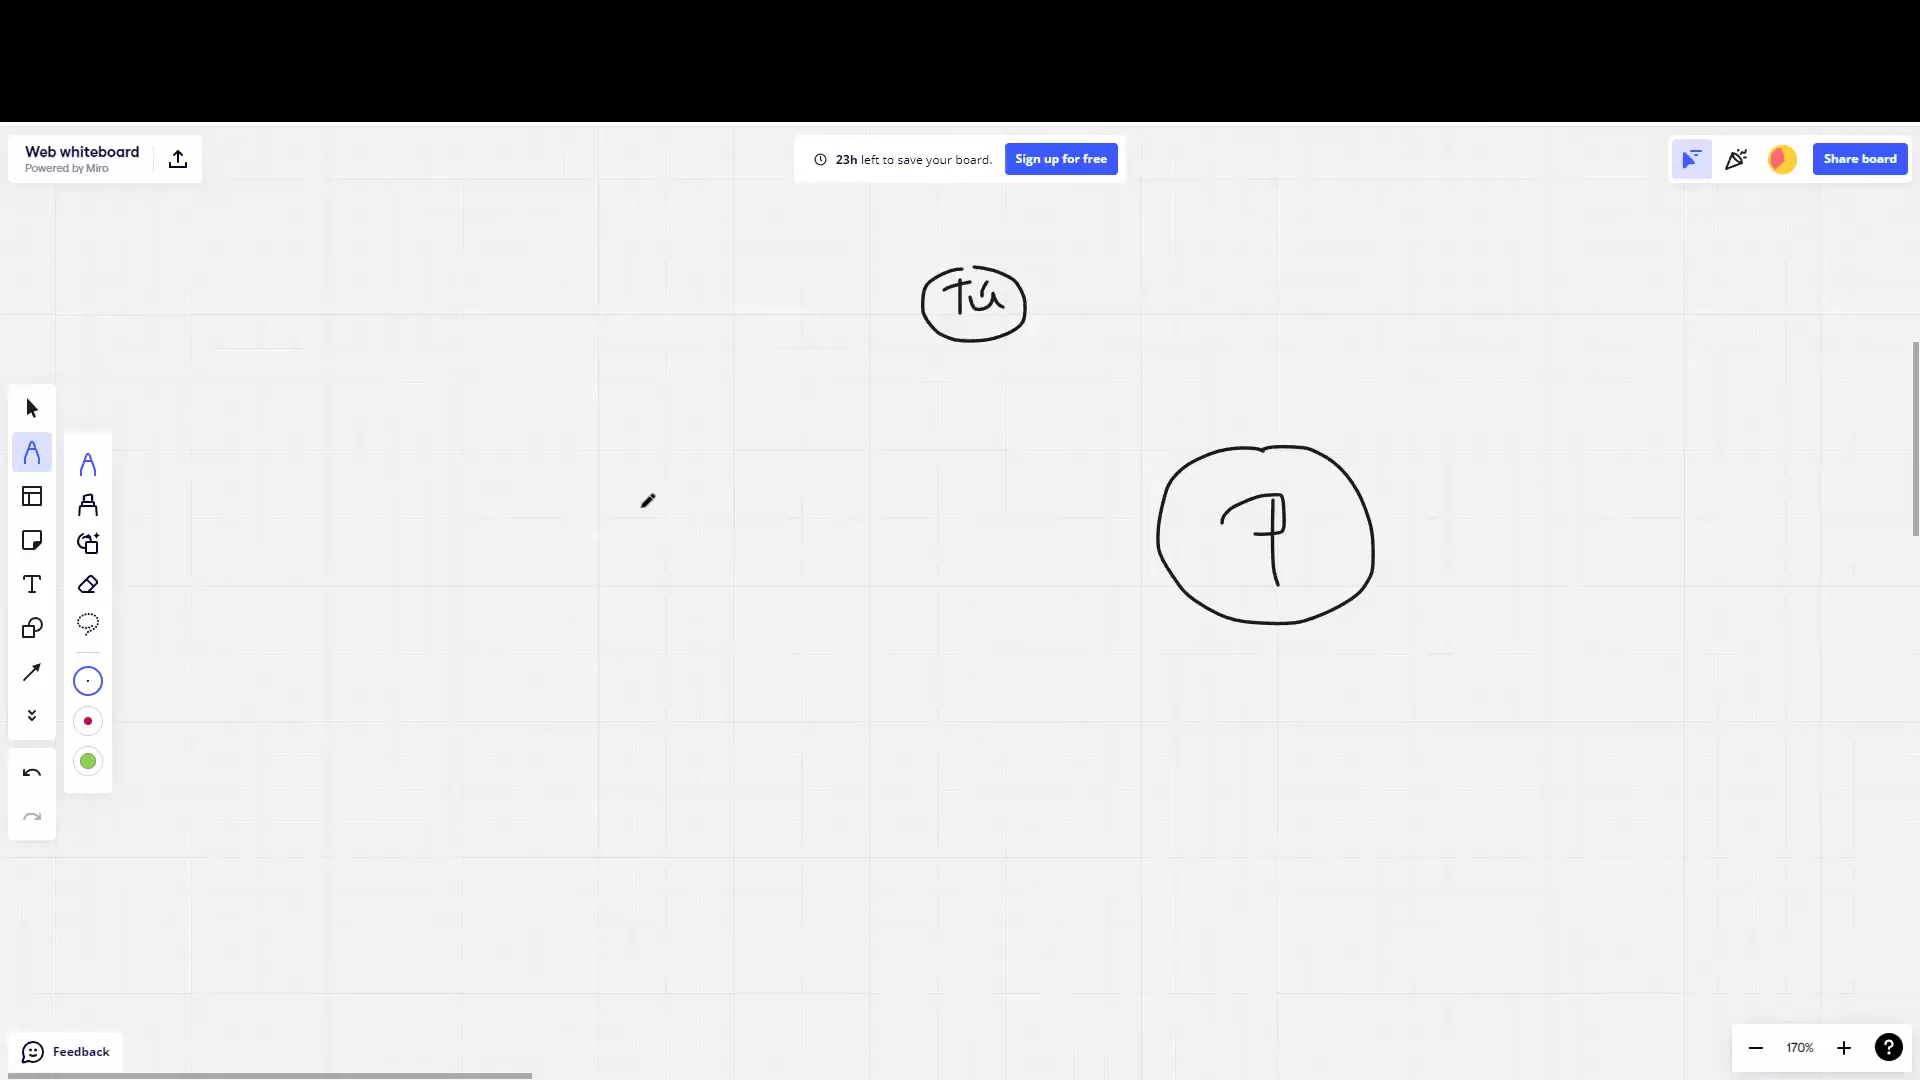 Web whiteboard
Powered by Miro
23h left to save your board.
Sign up for free
Share board
Tú
T
Feedback
170%
?